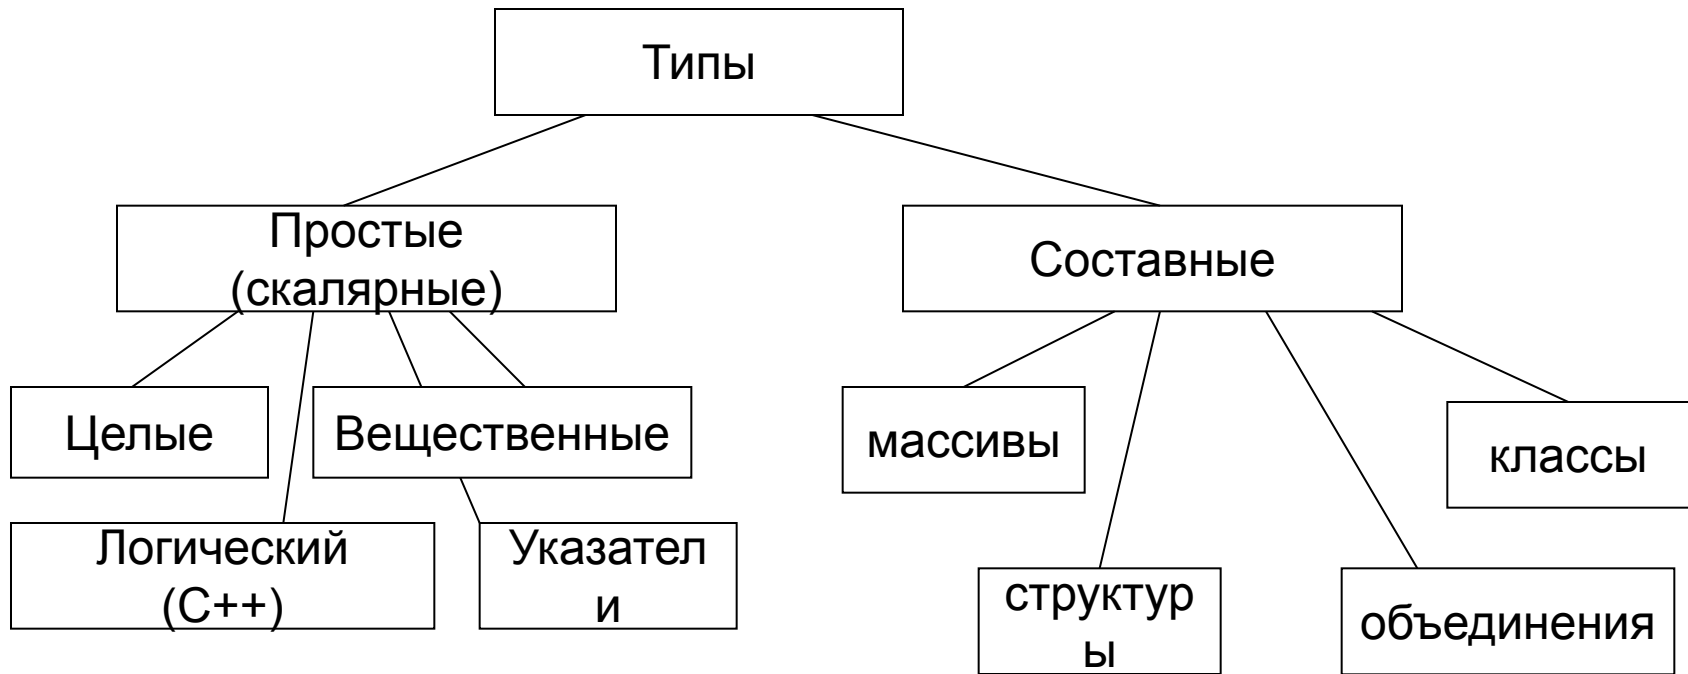 Типы
Простые
(скалярные)
Составные
Целые
Вещественные
массивы
классы
Логический
(С++)
Указател
и
структур
ы
объединения